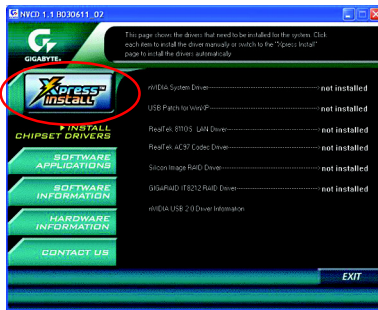 NVCD 1.1 B030611_02
This page shows the drivers that need to be installed for the system. Click
each item to install the driver manually or switch to the "Xpress Install"
page to install the drivers automatically.
GIGABYTE
Xpress™
INSTALL
INSTALL
CHIPSET DRIVERS
SOFTWARE
APPLICATIONS
SOFTWARE
INFORMATION
HARDWARE
INFORMATION
CONTACT US
nVIDIA System Driver not installed
USB Patch for WinXP not installed
RealTek 8110S LAN Driver not installed
RealTek AC97 Codec Driver not installed
Silicon Image RAID Driver not installed
GIGARAID IT8212 RAID Driver not installed
nVIDIA USB 2.0 Driver Information
EXIT